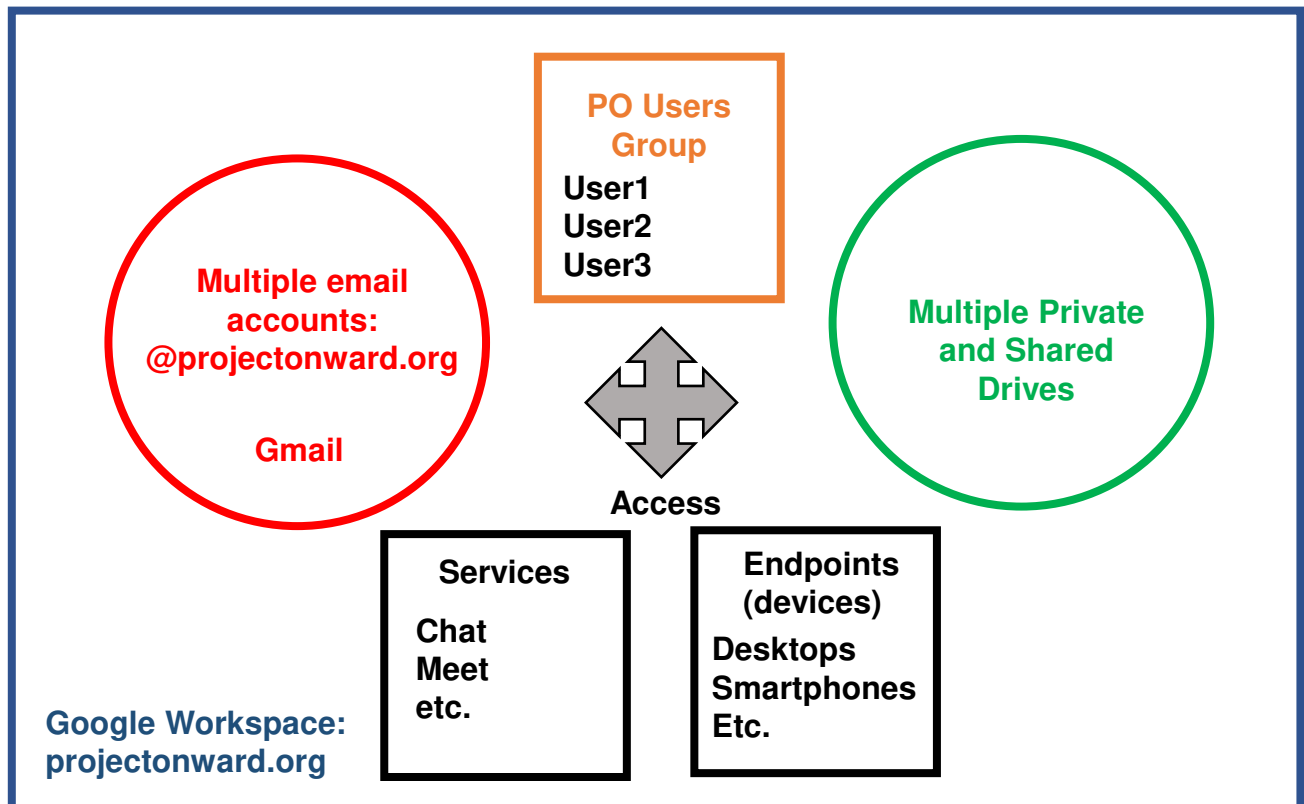 PO Users
Group
User1
User2
User3
Multiple email
accounts:
@projectonward.org
Gmail
Multiple Private
and Shared
Drives
Access
Services
Chat
Meet
etc.
Endpoints
(devices)
Desktops
Smartphones
Etc.
Google Workspace:
projectonward.org